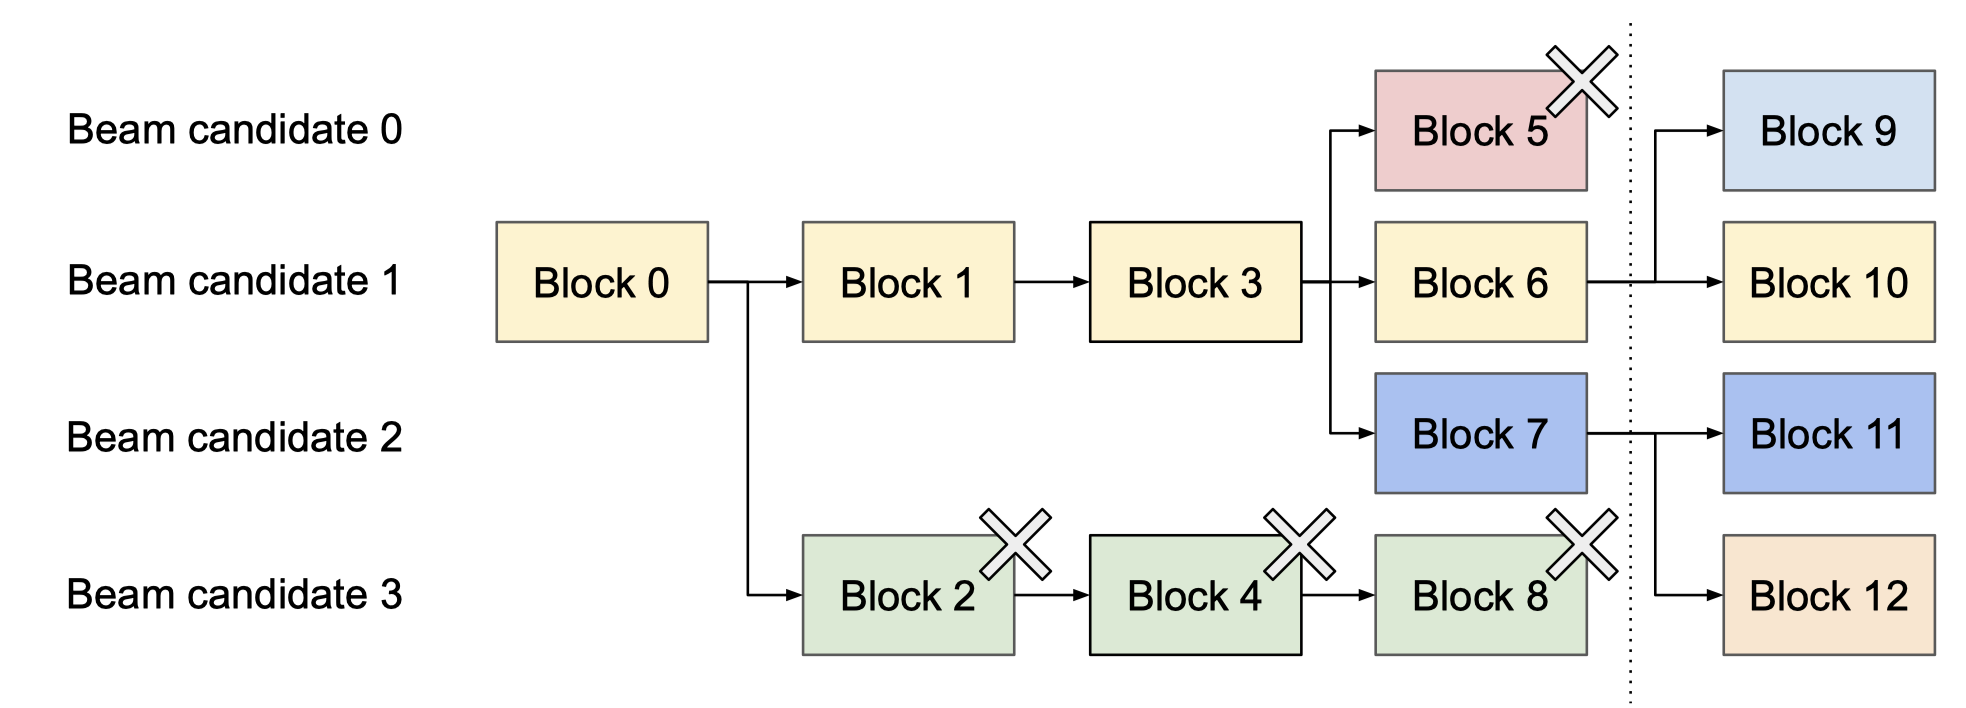 Beam candidate 0
Block 5
Block 9
Beam candidate 1
Block 0
Block 1
Block 3
Block 6
Block 10
Beam candidate 2
Block 7
Block 11
Beam candidate 3
Block 2
Block 4
Block 8
Block 12